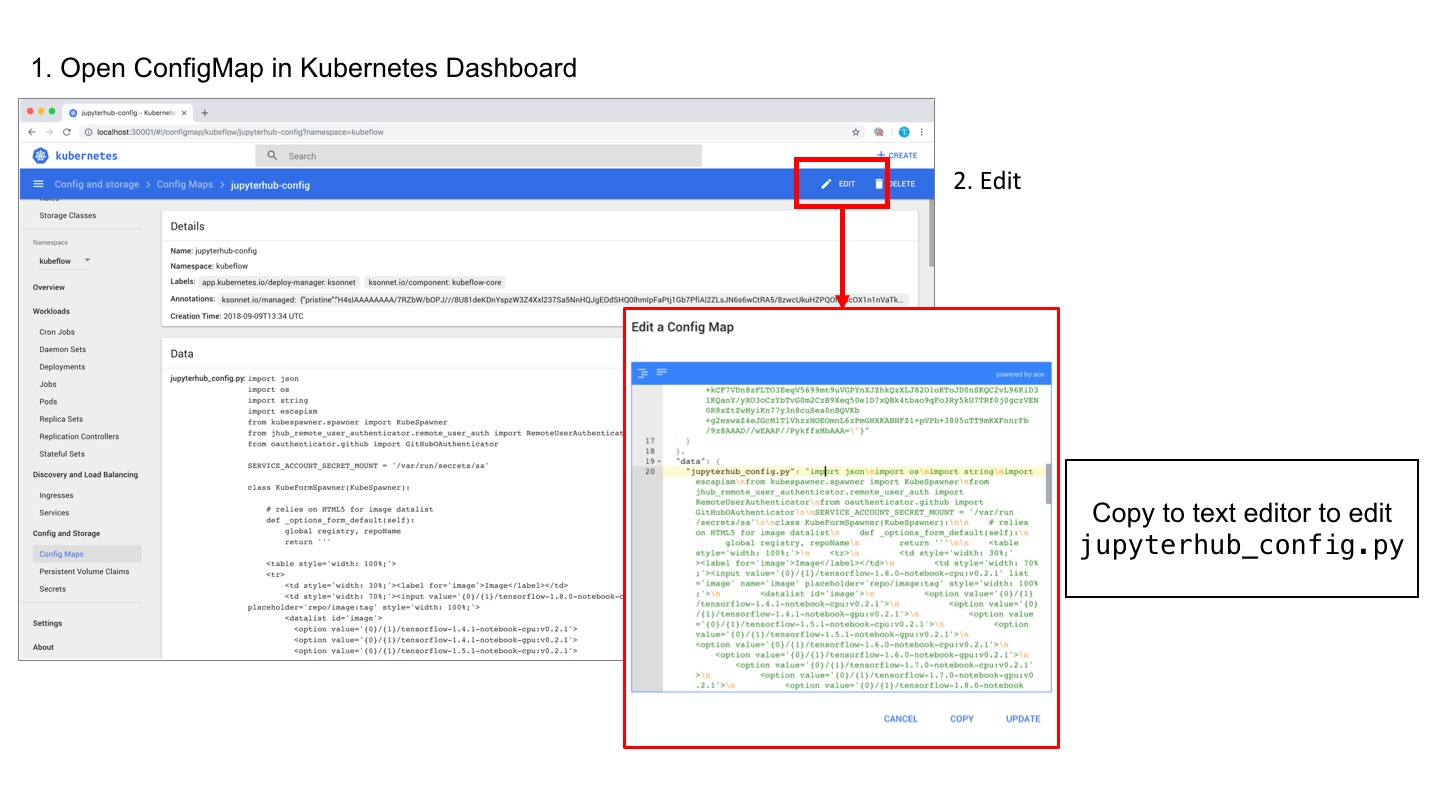 1. Open ConfigMap in Kubernetes Dashboard
jupyterhub-config – Kubernete
localhost:30001/#!/configmap/kubeflow/jupyterhub-config?namespace=kubeflow
kubernetes
Search
CREATE
Config and storage > Config Maps > jupyterhub-config
EDIT
DELETE
2. Edit
Roles
Storage Classes
Namespace
kubeflow
Overview
Workloads
Cron Jobs
Daemon Sets
Deployments
Jobs
Pods
Replica Sets
Replication Controllers
Stateful Sets
Discovery and Load Balancing
Ingresses
Services
Config and Storage
Config Maps
Persistent Volume Claims
Secrets
Settings
About
Details
Name: jupyterhub-config
Namespace: kubeflow
Labels: app.kubernetes.io/deploy-manager: ksonnet ksonnet.io/component: kubeflow-core
Annotations: ksonnet.io/managed:
Creation Time: 2018-09-09T13:34 UTC
Data
jupyterhub_config.py: import json
import os
import string
import escapism
from kubespawner.spawner import KubeSpawner
from jhub_remote_user_authenticator.remote_user_auth import RemoteUserAuthenticat
from oauthenticator.github import GitHubOAuthenticator
SERVICE_ACCOUNT_SECRET_MOUNT = '/var/run/secrets/sa'
class KubeFormSpawner(KubeSpawner):
# relies on HTML5 for image datalist
def _options_form_default(self):
global registry, repoName
return '''
<table style='width: 100%;'>
<tr>
<td style='width: 30%;'><label for='image'>Image</label></td>
<td style='width: 70%;'><input value='{0}/{1}/tensorflow-1.8.0-notebook-c
placeholder='repo/image:tag' style='width: 100%;'>
<datalist id='image'>
<option value='{0}/{1}/tensorflow-1.4.1-notebook-cpu:v0.2.1'>
<option value='{0}/{1}/tensorflow-1.4.1-notebook-gpu:v0.2.1'>
<option value='{0}/{1}/tensorflow-1.5.1-notebook-cpu:v0.2.1'>
Edit a Config Map
powered by ace
17 }
18 },
19 "data": {
20 "jupyterhub_config.py": "import json\nimport os\nimport string\nimport
escapism\nfrom kubespawner.spawner import KubeSpawner\nfrom
jhub_remote_user_authenticator.remote_user_auth import
RemoteUserAuthenticator\nfrom oauthenticator.github import
GitHubOAuthenticator\n\nSERVICE_ACCOUNT_SECRET_MOUNT = '/var/run
/secrets/sa'\n\nclass KubeFormSpawner(KubeSpawner):\n\n # relies
on HTML5 for image datalist\n def _options_form_default(self):\n
global registry, repoName\n return '''\n\n <table
style='width: 100%;'>\n <tr>\n <td style='width: 30%;'
><label for='image'>Image</label></td>\n <td style='width: 70%
;'><input value='{0}/{1}/tensorflow-1.8.0-notebook-cpu:v0.2.1' list
='image' name='image' placeholder='repo/image:tag' style='width: 100%
;'>\n <datalist id='image'>\n <option value='{0}/{1}
/tensorflow-1.4.1-notebook-cpu:v0.2.1'>\n <option value='{0}
/{1}/tensorflow-1.4.1-notebook-gpu:v0.2.1'>\n <option value
='{0}/{1}/tensorflow-1.5.1-notebook-cpu:v0.2.1'>\n <option
value='{0}/{1}/tensorflow-1.5.1-notebook-gpu:v0.2.1'>\n
<option value='{0}/{1}/tensorflow-1.6.0-notebook-cpu:v0.2.1'>\n
<option value='{0}/{1}/tensorflow-1.6.0-notebook-gpu:v0.2.1'>\n
<option value='{0}/{1}/tensorflow-1.7.0-notebook-cpu:v0.2.1'
>\n <option value='{0}/{1}/tensorflow-1.7.0-notebook-gpu:v0
.2.1'>\n <option value='{0}/{1}/tensorflow-1.8.0-notebook
CANCEL COPY UPDATE
Copy to text editor to edit
jupyterhub_config.py